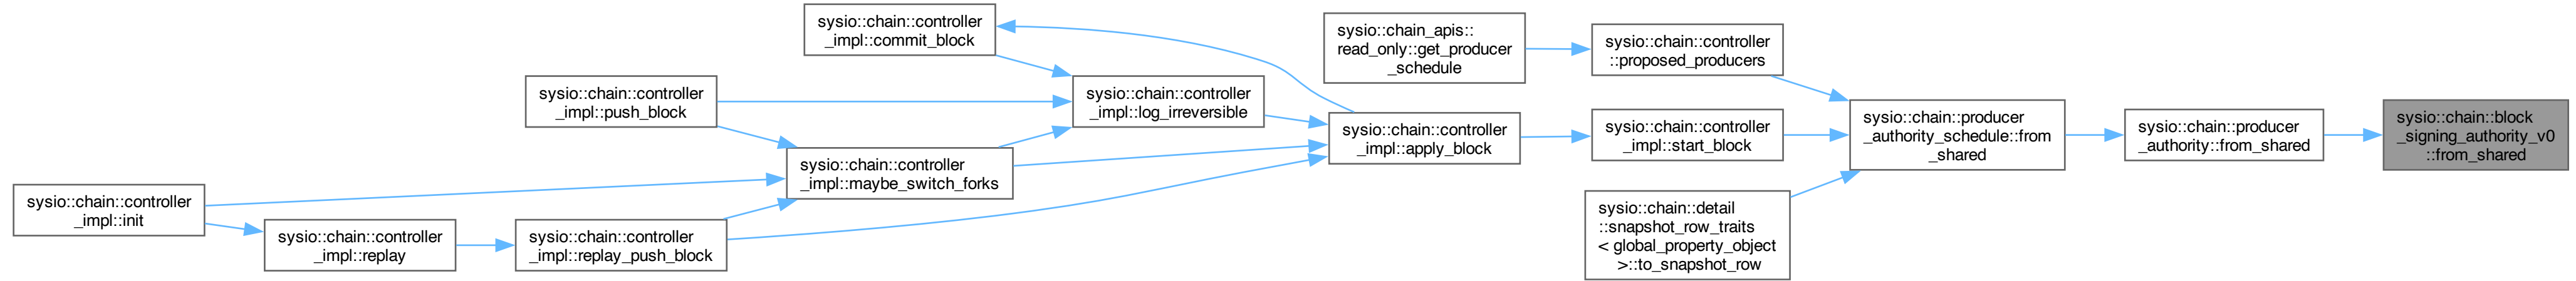 sysio::chain::controller
_impl::init
sysio::chain::controller
_impl::replay
sysio::chain::controller
_impl::push_block
sysio::chain::controller
_impl::replay_push_block
sysio::chain::controller
_impl::commit_block
sysio::chain::controller
_impl::maybe_switch_forks
sysio::chain::controller
_impl::log_irreversible
sysio::chain_apis::
read_only::get_producer
_schedule
sysio::chain::controller
_impl::apply_block
sysio::chain::controller
::proposed_producers
sysio::chain::controller
_impl::start_block
sysio::chain::detail
::snapshot_row_traits
< global_property_object
>::to_snapshot_row
sysio::chain::producer
_authority_schedule::from
_shared
sysio::chain::producer
_authority::from_shared
sysio::chain::block
_signing_authority_v0
::from_shared